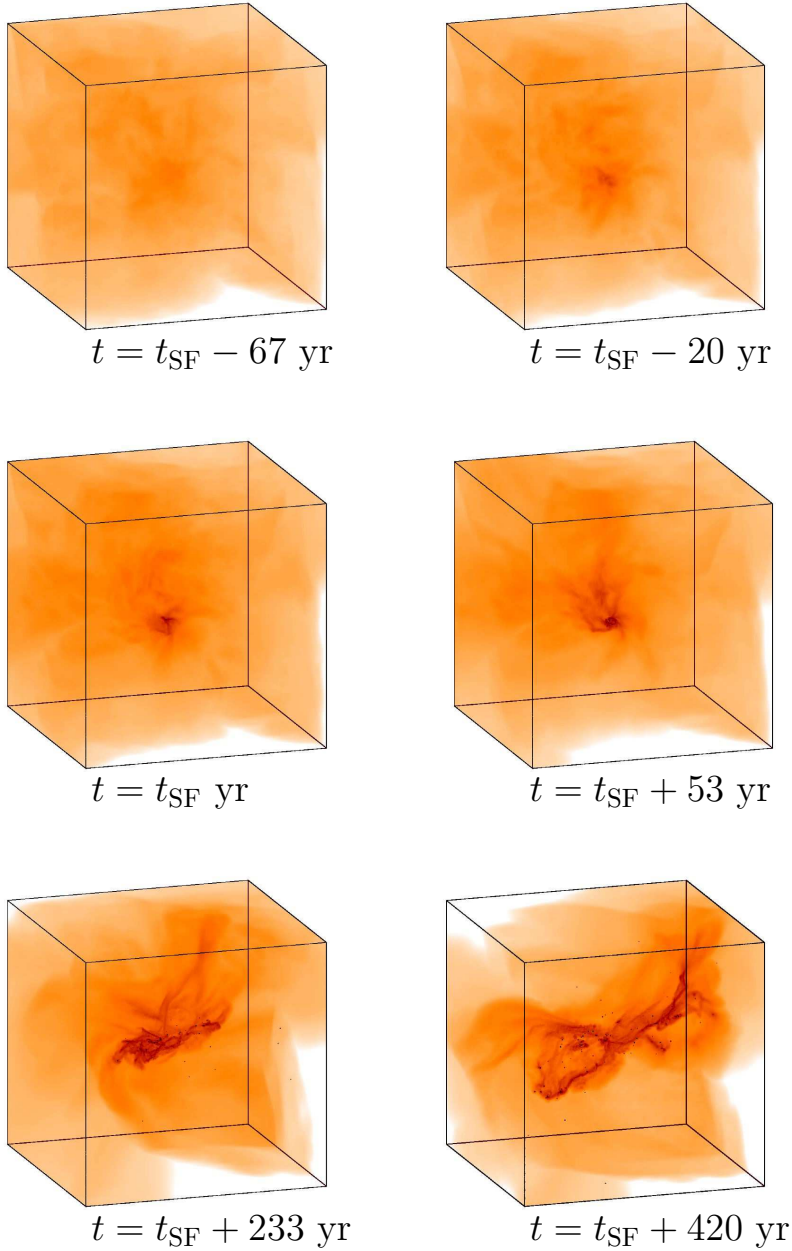 t = t_SF − 67 yr
t = t_SF − 20 yr
t = t_SF yr
t = t_SF + 53 yr
t = t_SF + 233 yr
t = t_SF + 420 yr